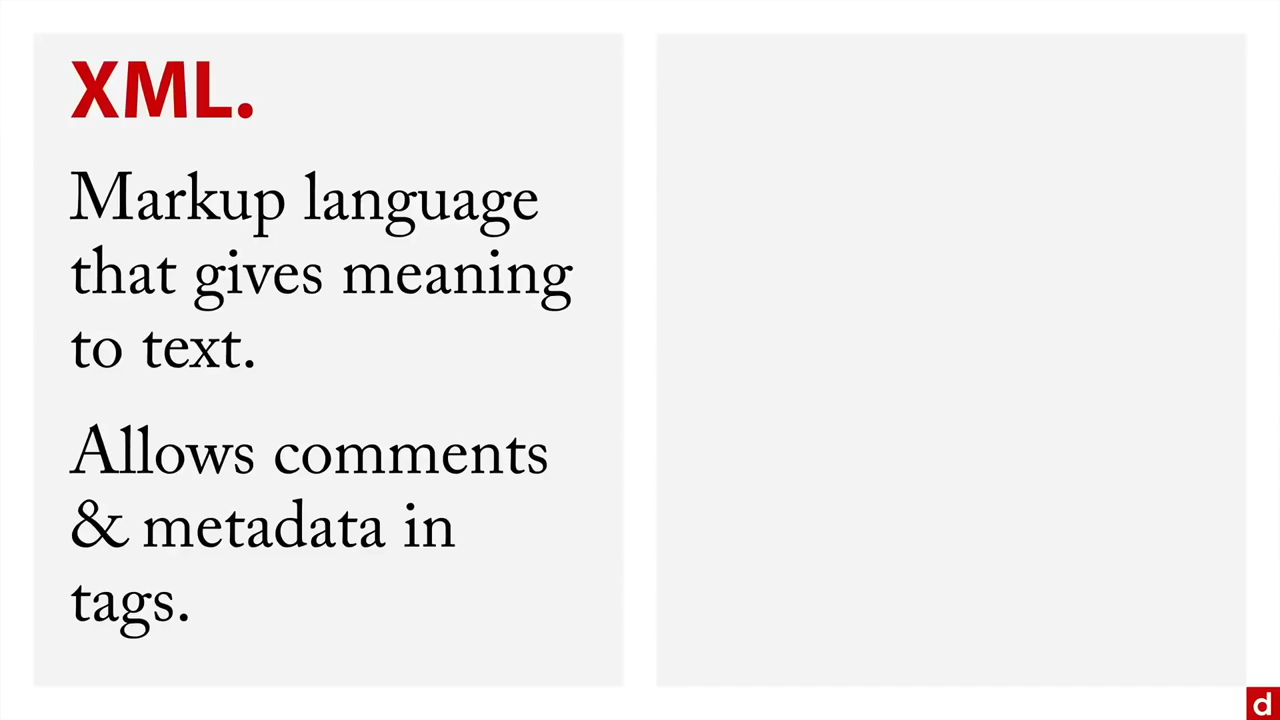 XML.
Markup language
that gives meaning
to text.
Allows comments
& metadata in
tags.
d